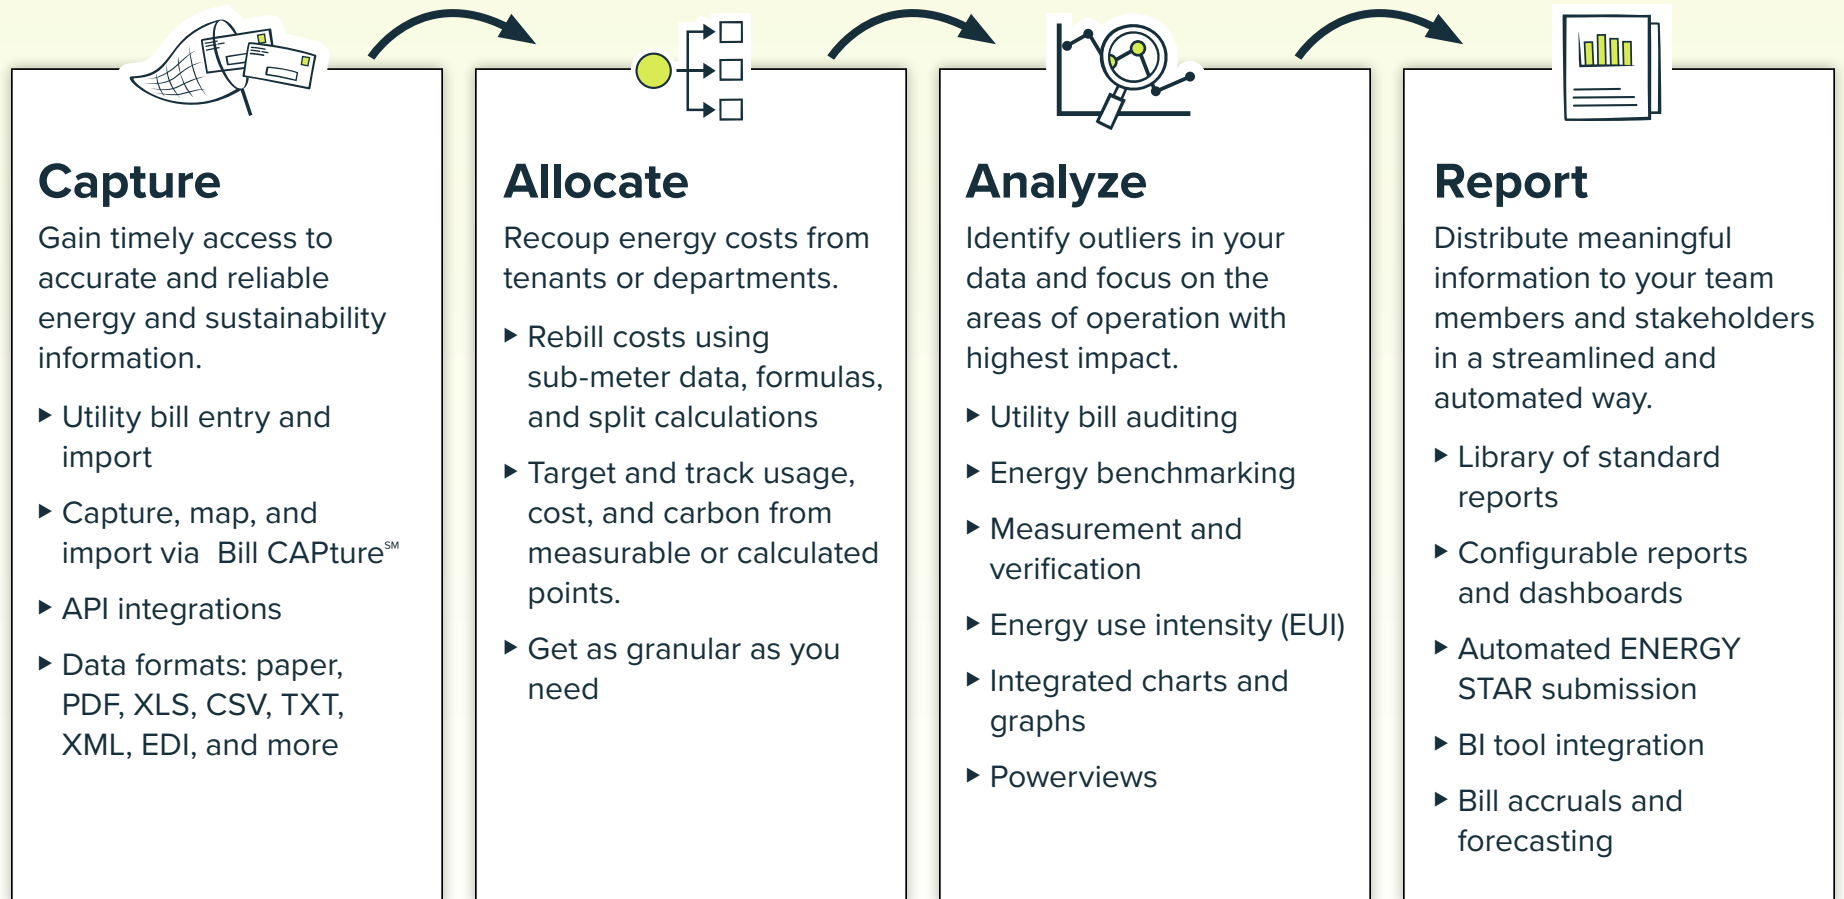 Capture
Gain timely access to
accurate and reliable
energy and sustainability
information.
▸ Utility bill entry and
import
▸ Capture, map, and
import via  Bill CAPture℠
▸ API integrations
▸ Data formats: paper,
PDF, XLS, CSV, TXT,
XML, EDI, and more
Allocate
Recoup energy costs from
tenants or departments.
▸ Rebill costs using
sub-meter data, formulas,
and split calculations
▸ Target and track usage,
cost, and carbon from
measurable or calculated
points.
▸ Get as granular as you
need
Analyze
Identify outliers in your
data and focus on the
areas of operation with
highest impact.
▸ Utility bill auditing
▸ Energy benchmarking
▸ Measurement and
verification
▸ Energy use intensity (EUI)
▸ Integrated charts and
graphs
▸ Powerviews
Report
Distribute meaningful
information to your team
members and stakeholders
in a streamlined and
automated way.
▸ Library of standard
reports
▸ Configurable reports
and dashboards
▸ Automated ENERGY
STAR submission
▸ BI tool integration
▸ Bill accruals and
forecasting